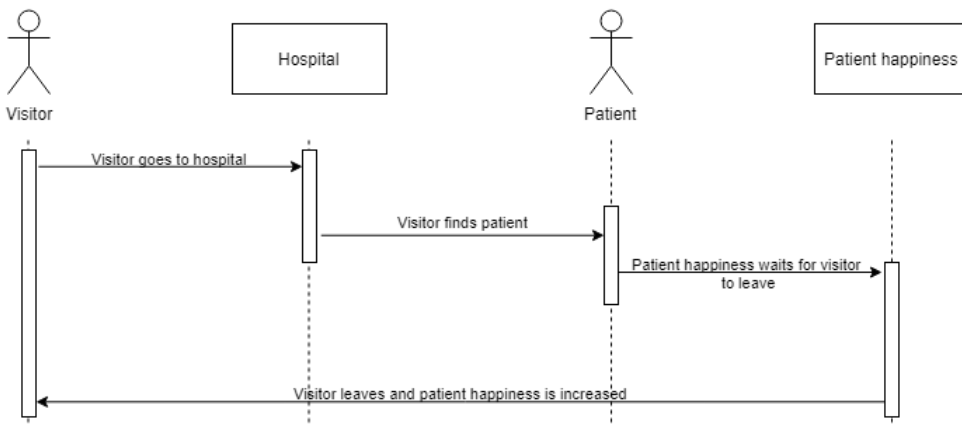 Hospital
Patient happiness
Visitor
Patient
Visitor goes to hospital
Visitor finds patient
Patient happiness waits for visitor
to leave
Visitor leaves and patient happiness is increased